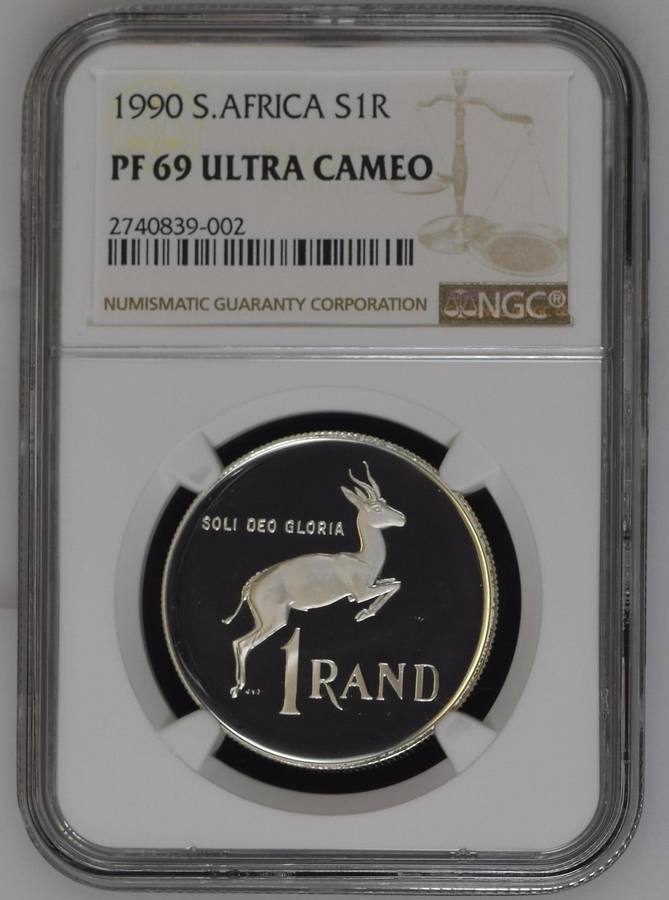 1990 S.AFRICA S1R
PF 69 ULTRA CAMEO
2740839-002
NUMISMATIC GUARANTY CORPORATION
NGC®
SOLI DEO GLORIA
1 RAND